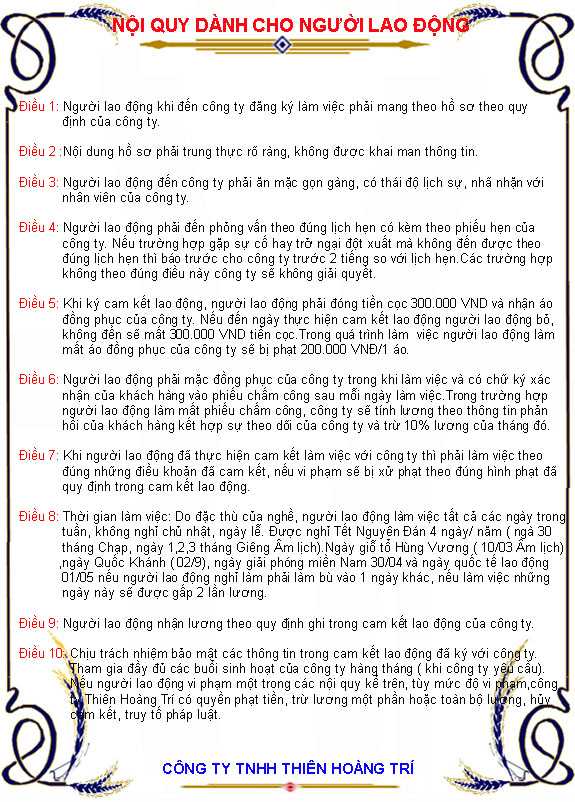 NỘI QUY DÀNH CHO NGƯỜI LAO ĐỘNG
Điều 1: Người lao động khi đến công ty đăng ký làm việc phải mang theo hồ sơ theo quy
định của công ty.
Điều 2 :Nội dung hồ sơ phải trung thực rõ ràng, không được khai man thông tin.
Điều 3: Người lao động đến công ty phải ăn mặc gọn gàng, có thái độ lịch sự, nhã nhặn với
nhân viên của công ty.
Điều 4: Người lao động phải đến phỏng vấn theo đúng lịch hẹn có kèm theo phiếu hẹn của
công ty. Nếu trường hợp gặp sự cố hay trở ngại đột xuất mà không đến được theo
đúng lịch hẹn thì báo trước cho công ty trước 2 tiếng so với lịch hẹn.Các trường hợp
không theo đúng điều này công ty sẽ không giải quyết.
Điều 5: Khi ký cam kết lao động, người lao động phải đóng tiền cọc 300.000 VND và nhận áo
đồng phục của công ty. Nếu đến ngày thực hiện cam kết lao động người lao động bỏ,
không đến sẽ mất 300.000 VND tiền cọc.Trong quá trình làm việc người lao động làm
mất áo đồng phục của công ty sẽ bị phạt 200.000 VNĐ/1 áo.
Điều 6: Người lao động phải mặc đồng phục của công ty trong khi làm việc và có chữ ký xác
nhận của khách hàng vào phiếu chấm công sau mỗi ngày làm việc.Trong trường hợp
người lao động làm mất phiếu chấm công, công ty sẽ tính lương theo thông tin phản
hồi của khách hàng kết hợp sự theo dõi của công ty và trừ 10% lương của tháng đó.
Điều 7: Khi người lao động đã thực hiện cam kết làm việc với công ty thì phải làm việc theo
đúng những điều khoản đã cam kết, nếu vi phạm sẽ bị xử phạt theo đúng hình phạt đã
quy định trong cam kết lao động.
Điều 8: Thời gian làm việc: Do đặc thù của nghề, người lao động làm việc tất cả các ngày trong
tuần, không nghỉ chủ nhật, ngày lễ. Được nghỉ Tết Nguyên Đán 4 ngày/ năm ( ngà 30
tháng Chạp, ngày 1,2,3 tháng Giêng Âm lịch).Ngày giỗ tổ Hùng Vương ( 10/03 Âm lịch)
,ngày Quốc Khánh (02/9), ngày giải phóng miền Nam 30/04 và ngày quốc tế lao động
01/05 nếu người lao động nghỉ làm phải làm bù vào 1 ngày khác, nếu làm việc những
ngày này sẽ được gấp 2 lần lương.
Điều 9: Người lao động nhận lương theo quy định ghi trong cam kết lao động của công ty.
Điều 10: Chịu trách nhiệm bảo mật các thông tin trong cam kết lao động đã ký với công ty.
Tham gia đầy đủ các buổi sinh hoạt của công ty hàng tháng ( khi công ty yêu cầu).
Nếu người lao động vi phạm một trong các nội quy kể trên, tùy mức độ vi phạm,công
ty Thiên Hoàng Trí có quyền phạt tiền, trừ lương một phần hoặc toàn bộ lương, hủy
cam kết, truy tố pháp luật.
CÔNG TY TNHH THIÊN HOÀNG TRÍ